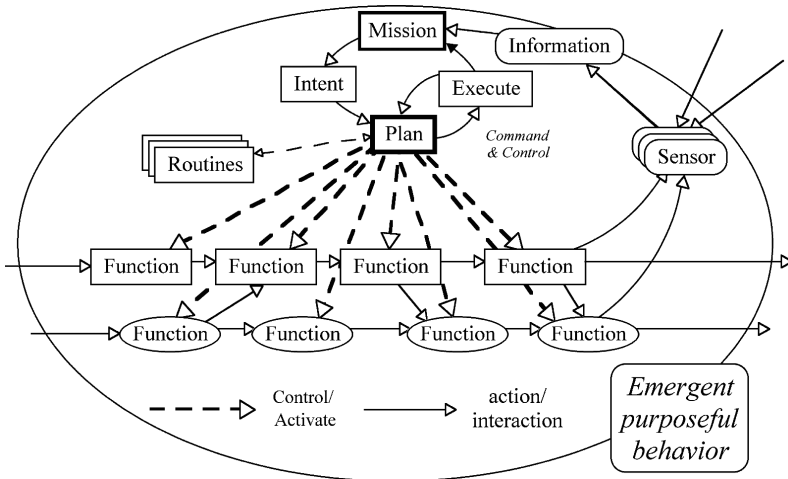 Mission
Information
Intent
Execute
Plan
Command
& Control
Routines
Sensor
Function
Function
Function
Function
Function
Function
Function
Function
Control/
Activate
action/
interaction
Emergent
purposeful
behavior